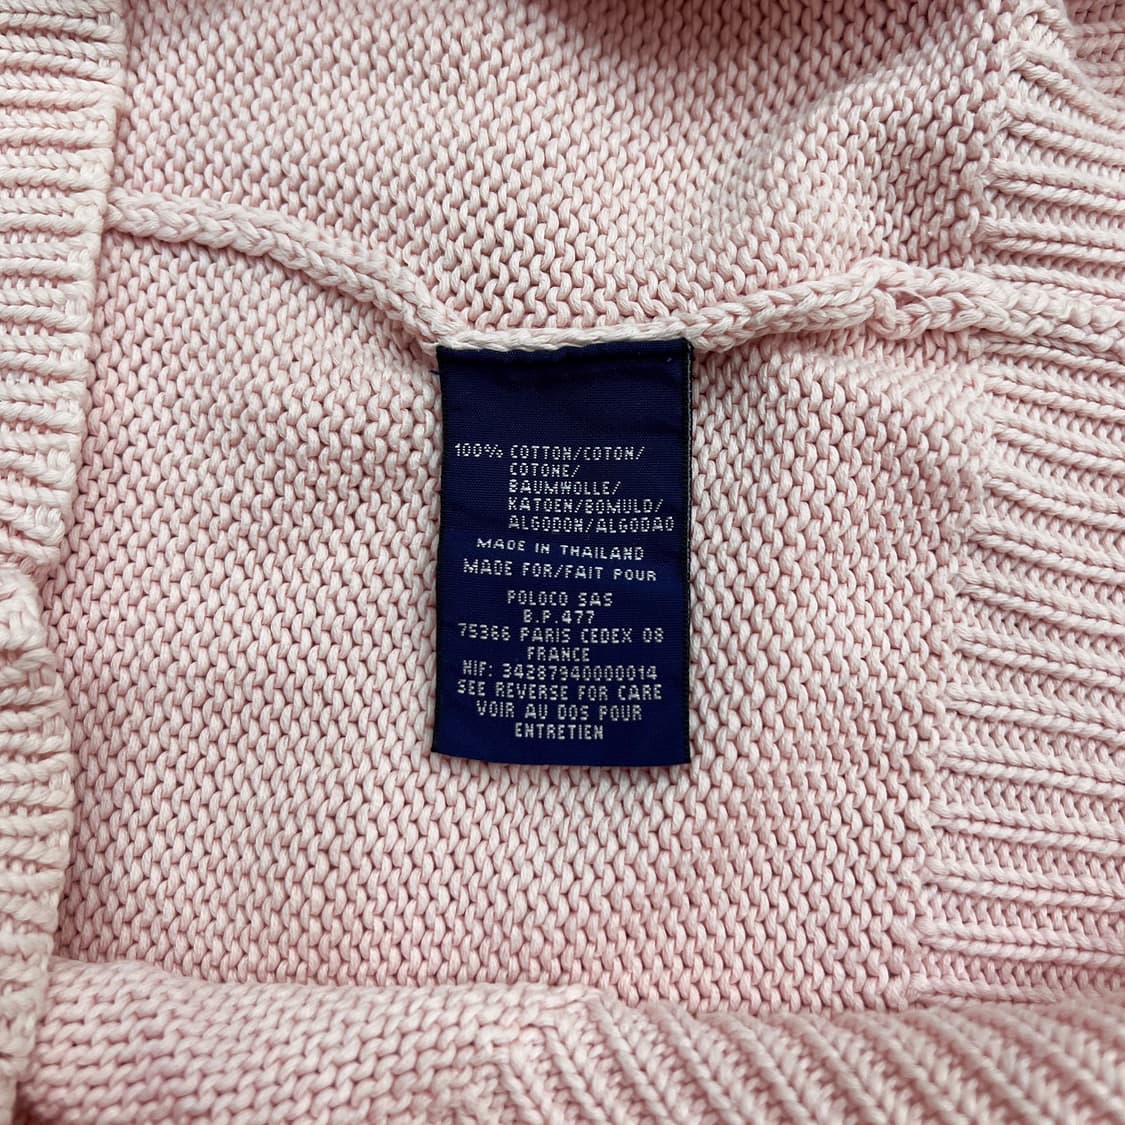 100% COTTON/COTON/
COTONE/
BAUMWOLLE/
KATOEN/BOMULD/
ALGODON/ALGODAO
MADE IN THAILAND
MADE FOR/FAIT POUR
POLOCO SAS
B.P.477
75366 PARIS CEDEX 08
FRANCE
NIF: 34287940000014
SEE REVERSE FOR CARE
VOIR AU DOS POUR
ENTRETIEN